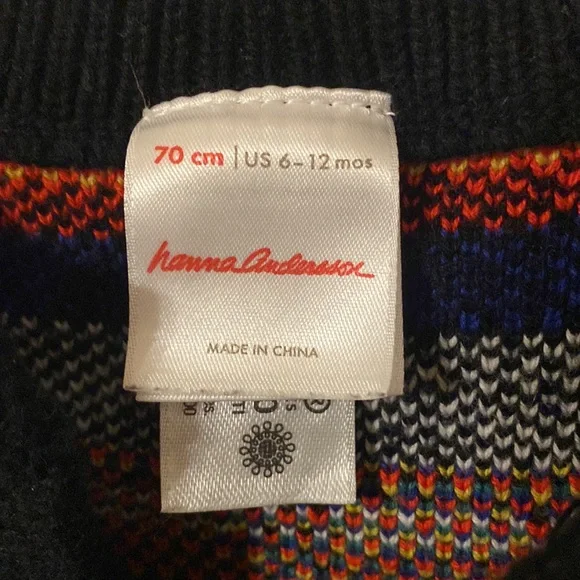 70 cm | US 6-12 mos
hanna Andersson
MADE IN CHINA